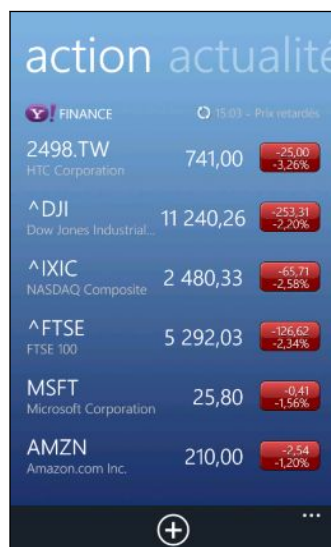 action actualité
Y! FINANCE 15:03 - Prix retardés
2498.TW 741,00 -25,00
HTC Corporation -3,26%
^DJI 11 240,26 -253,31
Dow Jones Industrial... -2,20%
^IXIC 2 480,33 -65,71
NASDAQ Composite -2,58%
^FTSE 5 292,03 -126,62
FTSE 100 -2,34%
MSFT 25,80 -0,41
Microsoft Corporation -1,56%
AMZN 210,00 -2,54
Amazon.com Inc. -1,20%